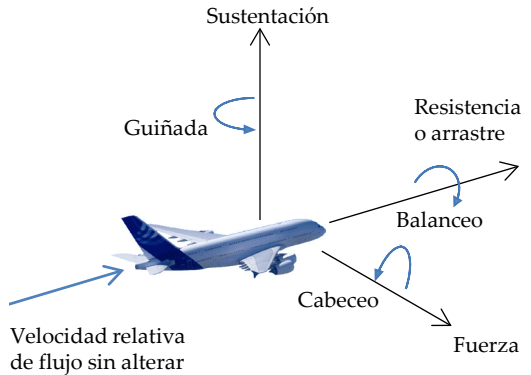 Sustentación
Resistencia
o arrastre
Guiñada
Balanceo
Cabeceo
Velocidad relativa
de flujo sin alterar
Fuerza